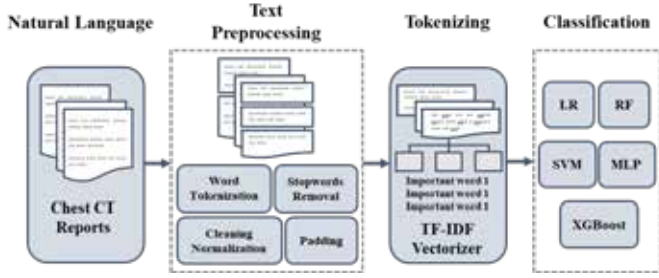 Natural Language
Text
Preprocessing
Tokenizing
Classification
Chest CT
Reports
Word
Tokenization
Stopwords
Removal
Cleaning
Normalization
Padding
Important word 1
Important word 1
Important word 1
TF-IDF
Vectorizer
LR
RF
SVM
MLP
XGBoost